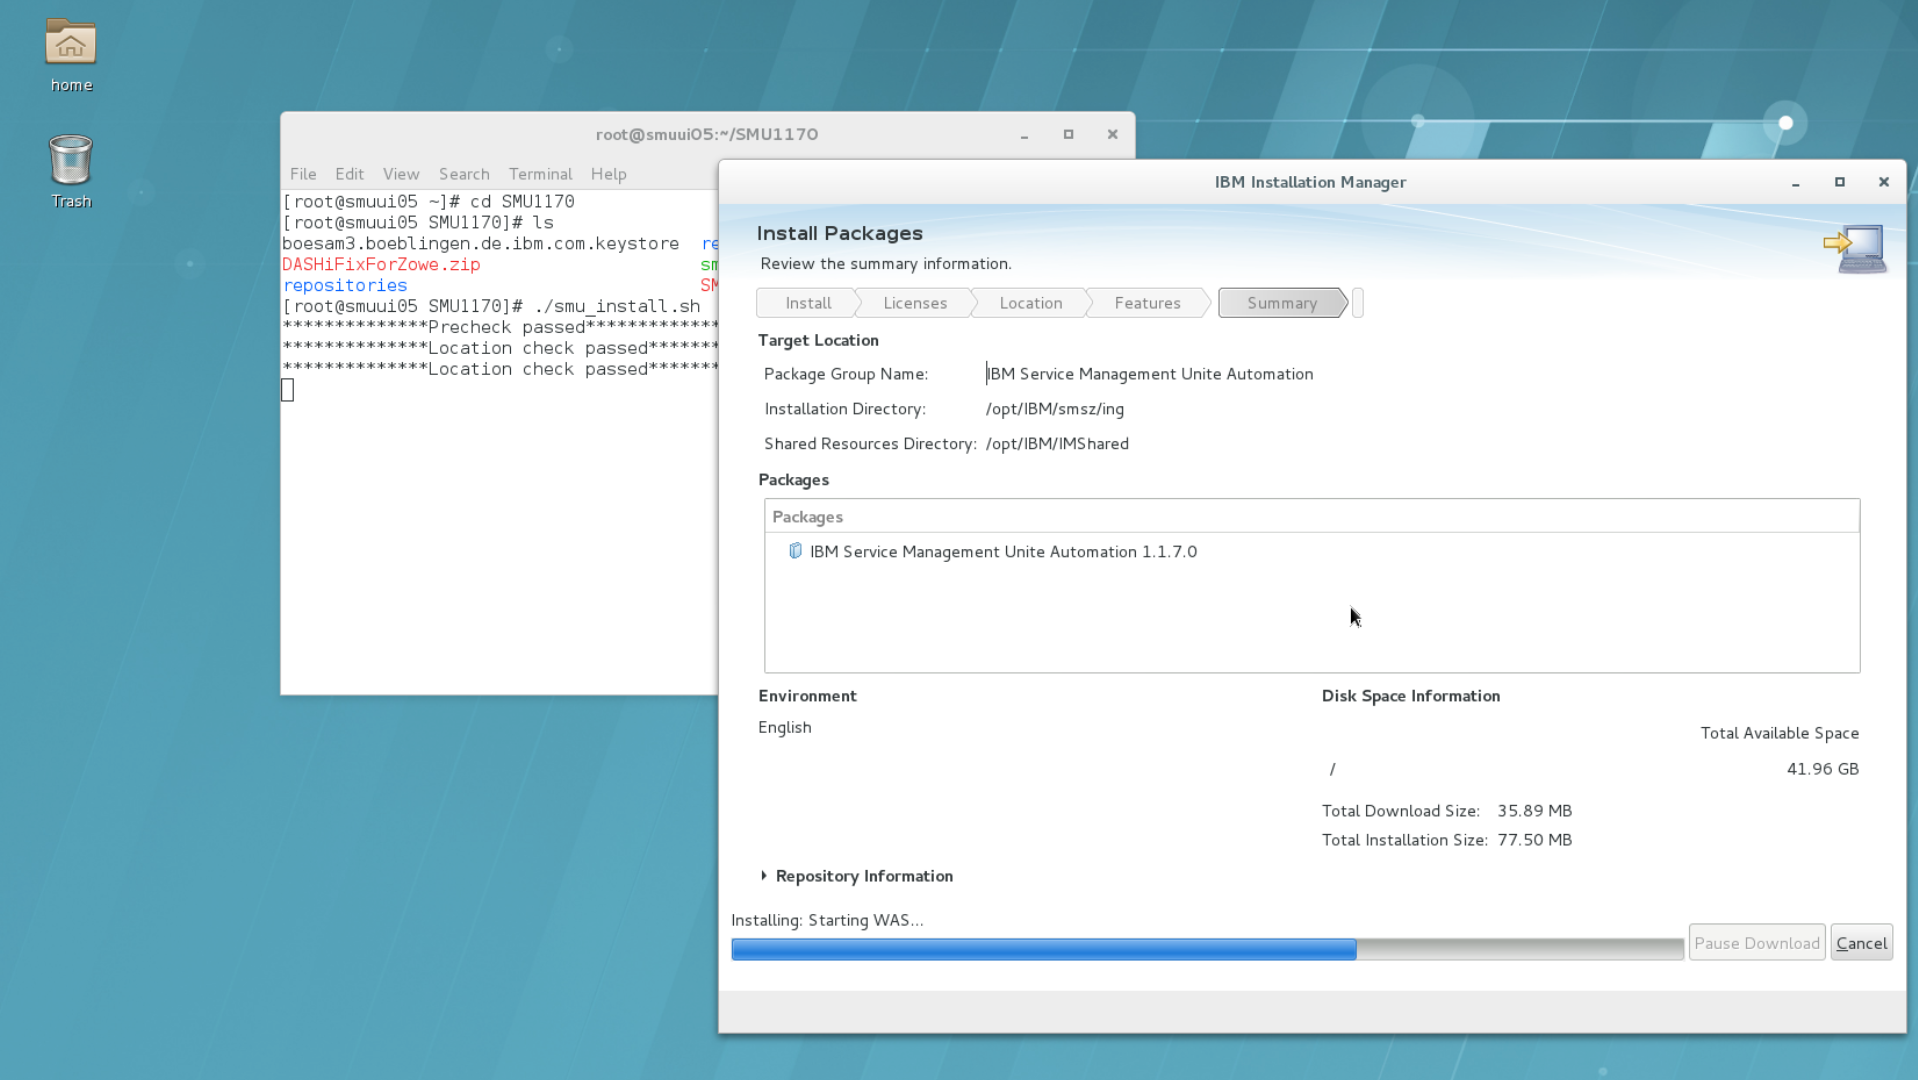 home
Trash
root@smuui05:~/SMU1170
File Edit View Search Terminal Help
[root@smuui05 ~]# cd SMU1170
[root@smuui05 SMU1170]# ls
boesam3.boeblingen.de.ibm.com.keystore re
DASHiFixForZowe.zip sm
repositories SM
[root@smuui05 SMU1170]# ./smu_install.sh
**************Precheck passed*************
**************Location check passed*******
**************Location check passed*******
IBM Installation Manager
Install Packages
Review the summary information.
Install Licenses Location Features Summary
Target Location
Package Group Name: IBM Service Management Unite Automation
Installation Directory: /opt/IBM/smsz/ing
Shared Resources Directory: /opt/IBM/IMShared
Packages
Packages
IBM Service Management Unite Automation 1.1.7.0
Environment
English
Disk Space Information
Total Available Space
/ 41.96 GB
Total Download Size: 35.89 MB
Total Installation Size: 77.50 MB
Repository Information
Installing: Starting WAS...
Pause Download Cancel